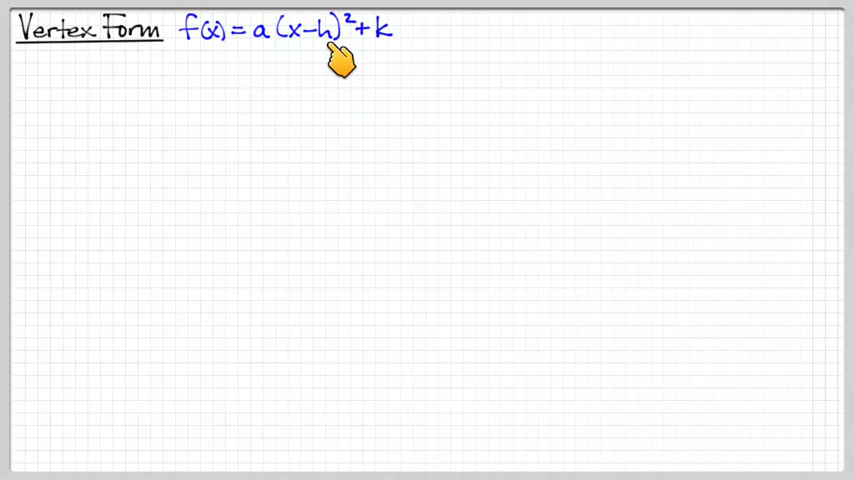 Vertex Form f(x) = a(x-h)²+k